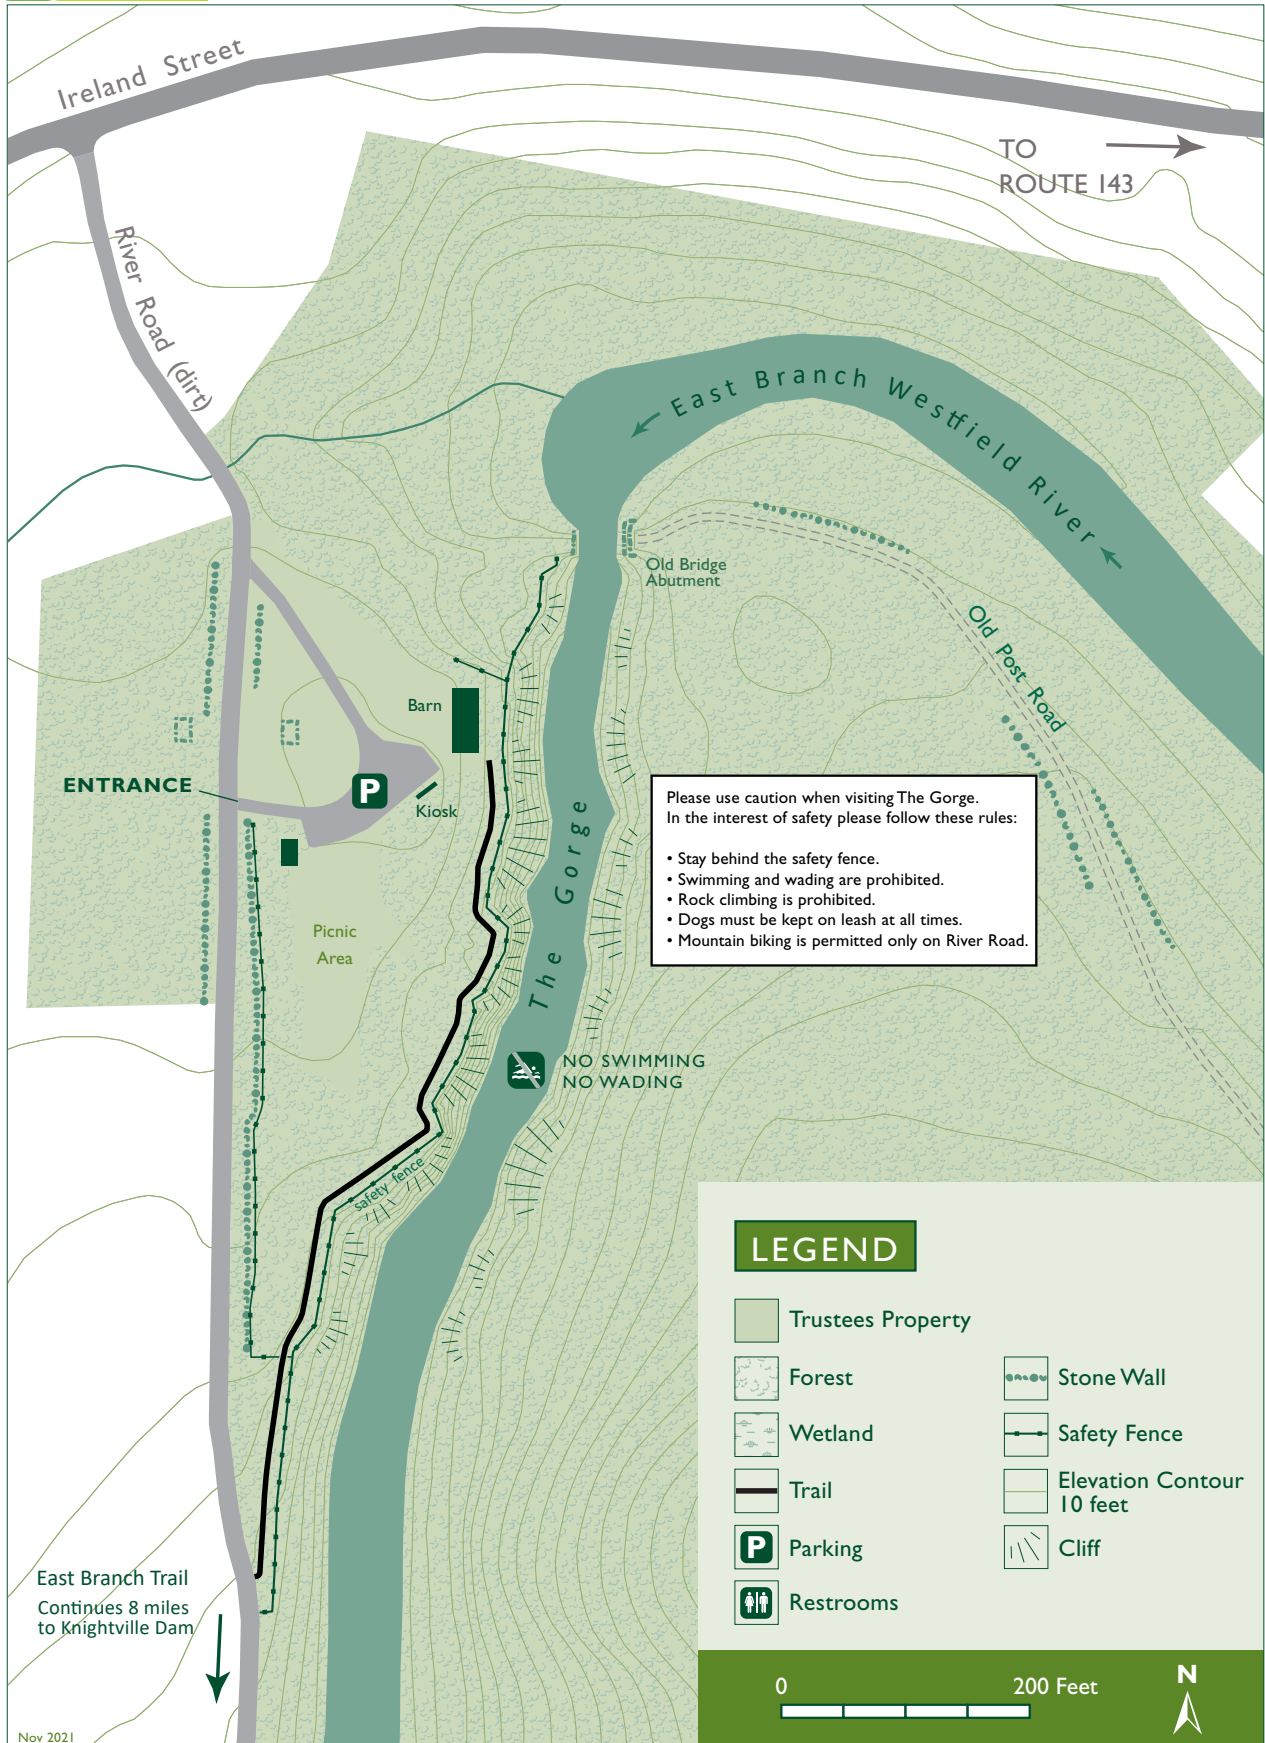 Ireland Street
TO
ROUTE 143
River Road (dirt)
East Branch Westfield River
Old Bridge
Abutment
Old Post Road
Barn
ENTRANCE
P
Kiosk
Please use caution when visiting The Gorge.
In the interest of safety please follow these rules:
• Stay behind the safety fence.
• Swimming and wading are prohibited.
• Rock climbing is prohibited.
• Dogs must be kept on leash at all times.
• Mountain biking is permitted only on River Road.
The Gorge
Picnic
Area
NO SWIMMING
NO WADING
safety fence
LEGEND
Trustees Property
Forest
Stone Wall
Wetland
Safety Fence
Trail
Elevation Contour
10 feet
P
Parking
Cliff
Restrooms
East Branch Trail
Continues 8 miles
to Knightville Dam
0
200 Feet
N
Nov 2021